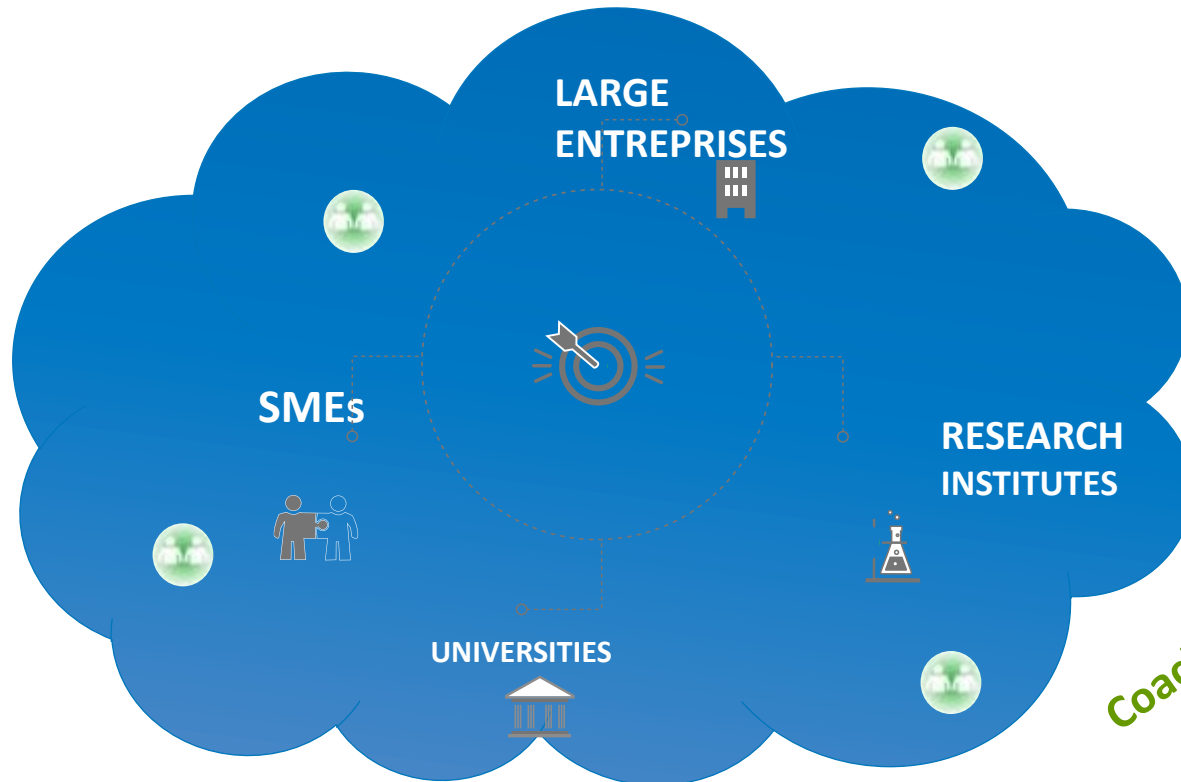 LARGE
ENTREPRISES
SMEs
RESEARCH
INSTITUTES
UNIVERSITIES